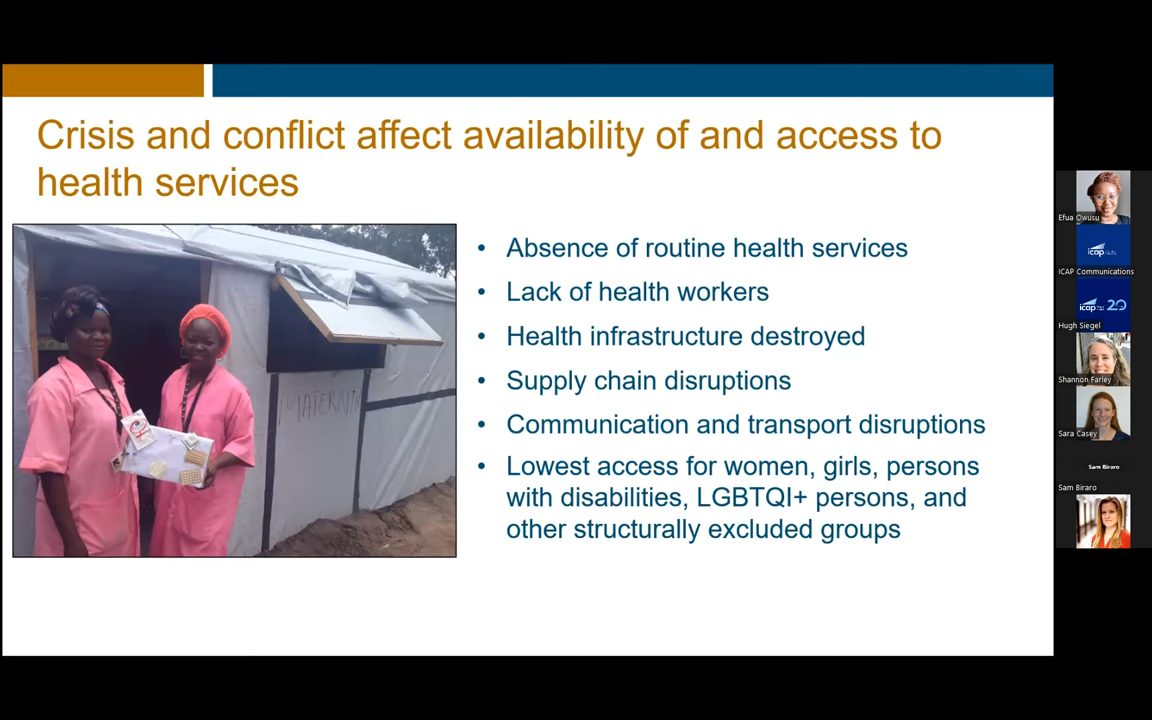 Crisis and conflict affect availability of and access to
health services
• Absence of routine health services
• Lack of health workers
• Health infrastructure destroyed
• Supply chain disruptions
• Communication and transport disruptions
• Lowest access for women, girls, persons
with disabilities, LGBTQI+ persons, and
other structurally excluded groups
MATERNI
Efua Owusu
icap
ICAP Communications
icap
20
Hugh Siegel
Shannon Farley
Sara Casey
Sam Biraro
Sam Biraro